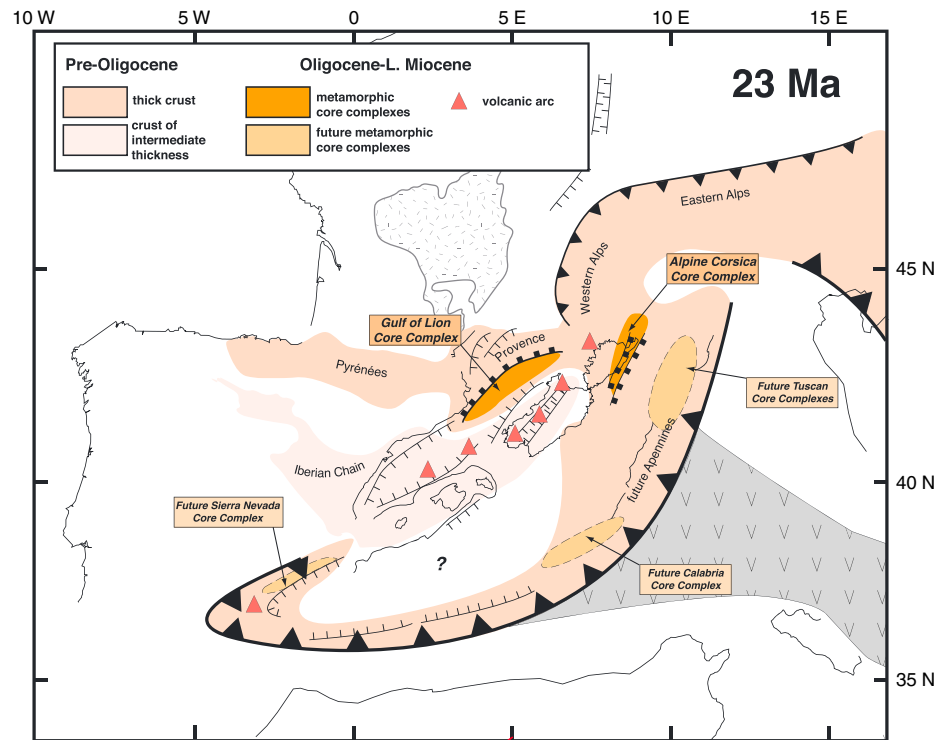 10 W 5 W 0 5 E 10 E 15 E
Pre-Oligocene
Oligocene-L. Miocene
thick crust
crust of
intermediate
thickness
metamorphic
core complexes
future metamorphic
core complexes
volcanic arc
23 Ma
Eastern Alps
Western Alps
45 N
Alpine Corsica
Core Complex
Gulf of Lion
Core Complex
Provence
Pyrénées
Future Tuscan
Core Complexes
Iberian Chain
future Apennines
40 N
Future Sierra Nevada
Core Complex
?
Future Calabria
Core Complex
35 N